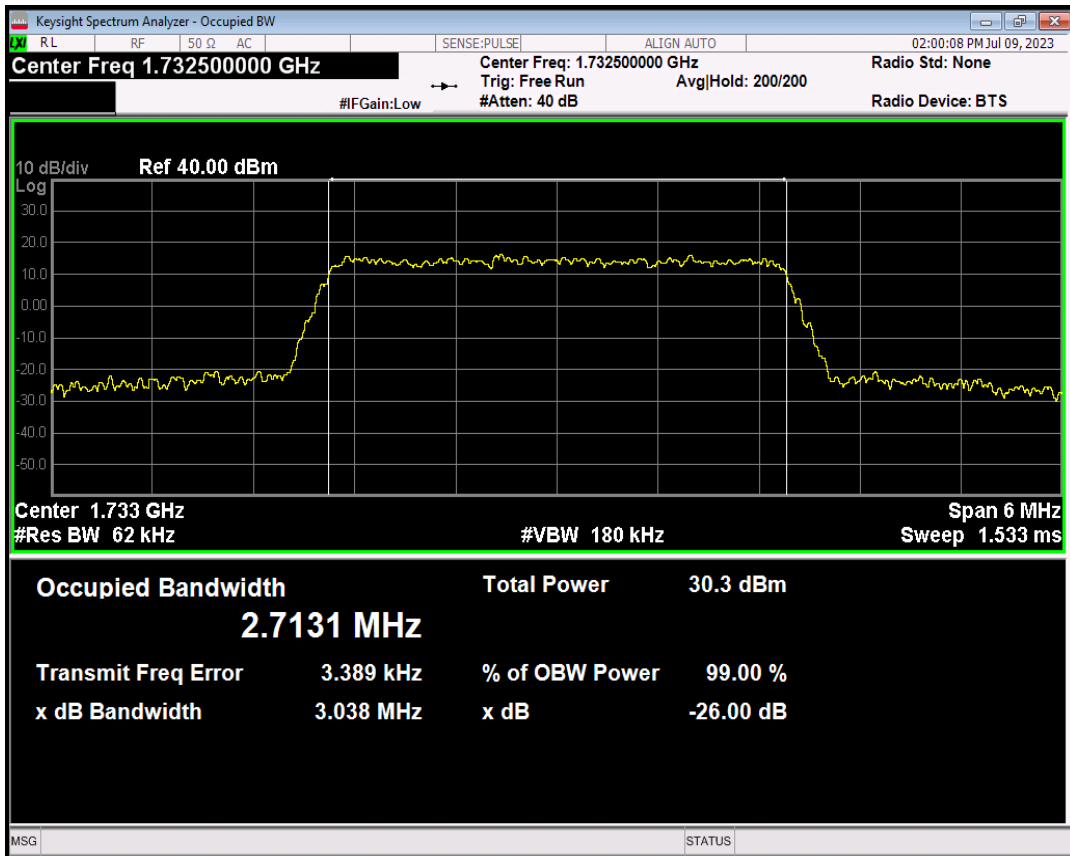 Keysight Spectrum Analyzer - Occupied BW
LXI RL RF 50 Ω AC SENSE:PULSE ALIGN AUTO 02:00:08 PM Jul 09, 2023
Center Freq 1.732500000 GHz Center Freq: 1.732500000 GHz Radio Std: None
Trig: Free Run Avg|Hold: 200/200
#IFGain:Low #Atten: 40 dB Radio Device: BTS
10 dB/div Ref 40.00 dBm
Log
30.0
20.0
10.0
0.00
-10.0
-20.0
-30.0
-40.0
-50.0
Center 1.733 GHz Span 6 MHz
#Res BW 62 kHz #VBW 180 kHz Sweep 1.533 ms
Occupied Bandwidth Total Power 30.3 dBm
2.7131 MHz
Transmit Freq Error 3.389 kHz % of OBW Power 99.00 %
x dB Bandwidth 3.038 MHz x dB -26.00 dB
MSG STATUS